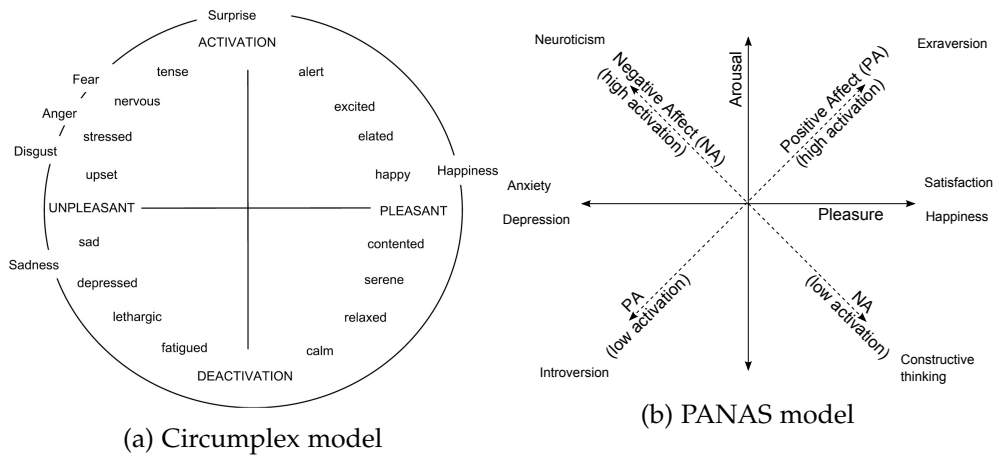 Surprise
ACTIVATION
tense
alert
Fear
nervous
excited
Anger
stressed
elated
Disgust
upset
happy
Happiness
UNPLEASANT
PLEASANT
sad
contented
Sadness
depressed
serene
lethargic
relaxed
fatigued
calm
DEACTIVATION
(a) Circumplex model
Neuroticism
Exraversion
Arousal
Negative Affect (NA)
(high activation)
Positive Affect (PA)
(high activation)
Anxiety
Depression
Satisfaction
Pleasure
Happiness
PA
(low activation)
NA
(low activation)
Introversion
Constructive
thinking
(b) PANAS model